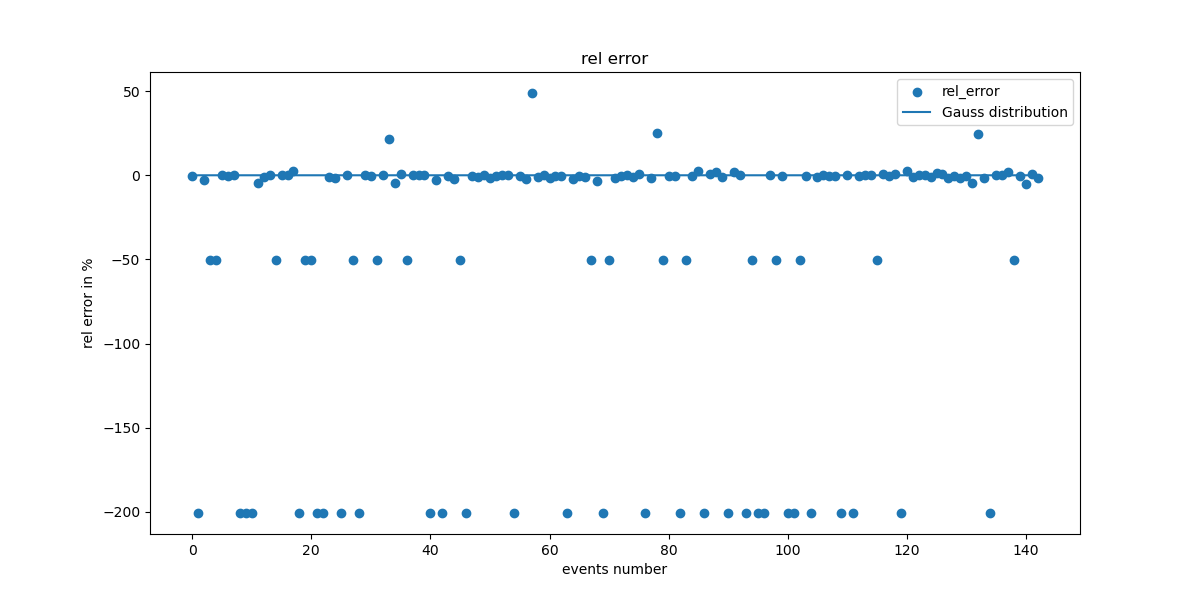 rel error
rel_error
Gauss distribution
50
0
−50
−100
−150
−200
rel error in %
0
20
40
60
80
100
120
140
events number